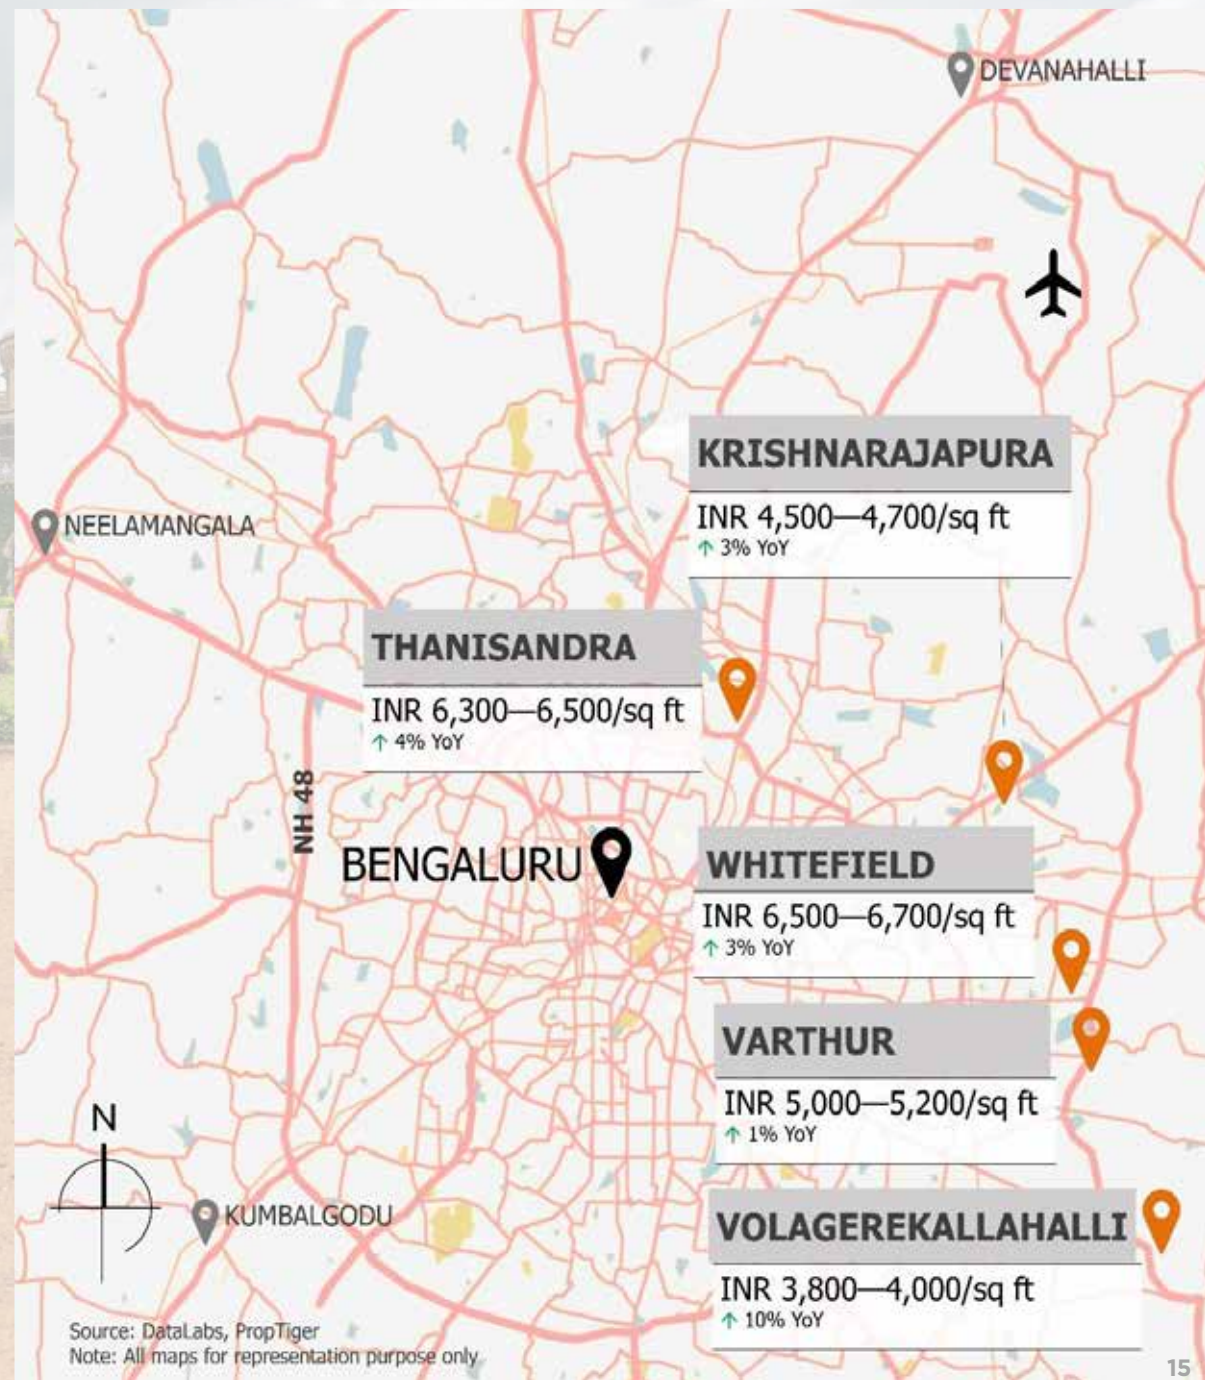 DEVANAHALLI
KRISHNARAJAPURA
INR 4,500—4,700/sq ft
↑ 3% YoY
NEELAMANGALA
THANISANDRA
INR 6,300—6,500/sq ft
↑ 4% YoY
NH 48
BENGALURU
WHITEFIELD
INR 6,500—6,700/sq ft
↑ 3% YoY
VARTHUR
INR 5,000—5,200/sq ft
↑ 1% YoY
N
KUMBALGODU
VOLAGEREKALLAHALLI
INR 3,800—4,000/sq ft
↑ 10% YoY
Source: DataLabs, PropTiger
Note: All maps for representation purpose only
15